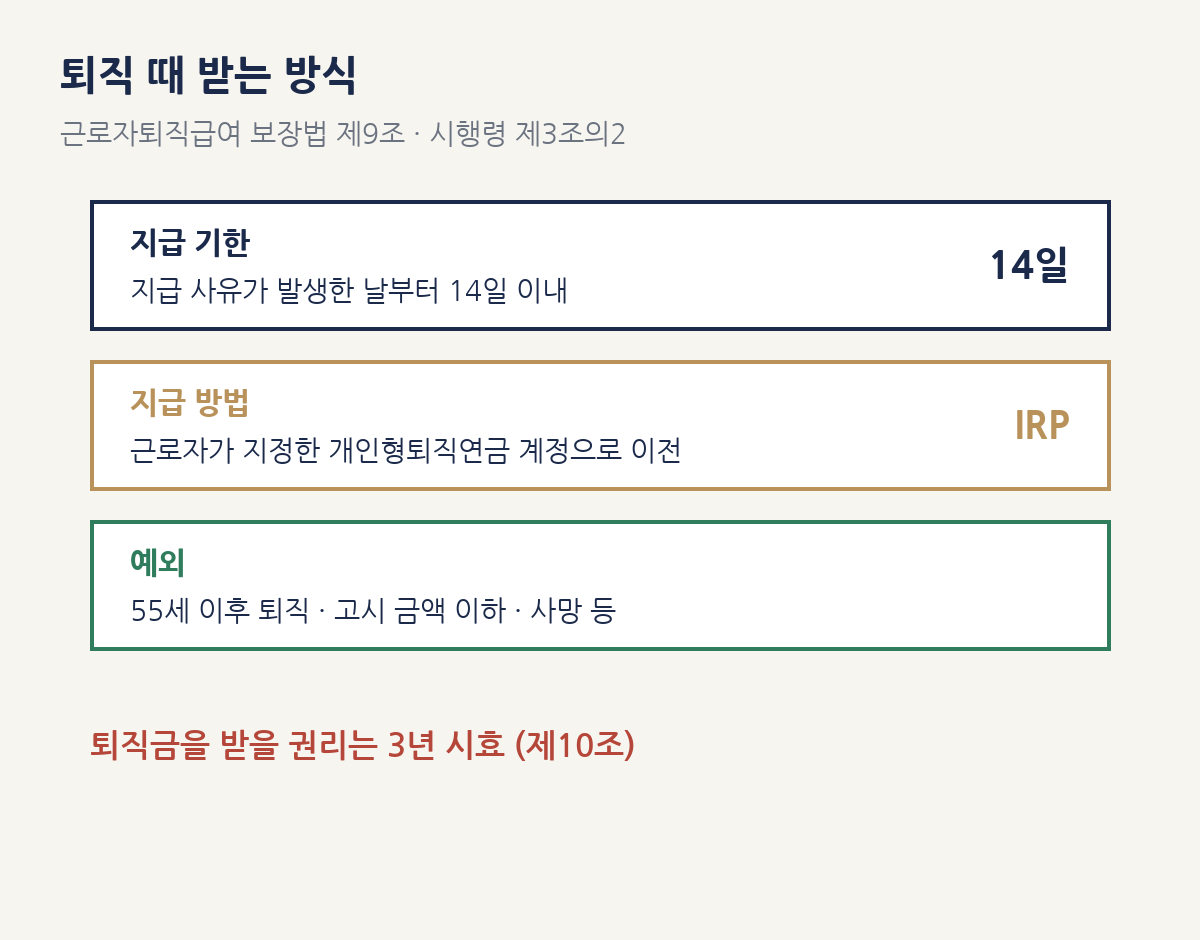 퇴직 때 받는 방식
근로자퇴직급여 보장법 제9조 · 시행령 제3조의2
지급 기한
지급 사유가 발생한 날부터 14일 이내
14일
지급 방법
근로자가 지정한 개인형퇴직연금 계정으로 이전
IRP
예외
55세 이후 퇴직 · 고시 금액 이하 · 사망 등
퇴직금을 받을 권리는 3년 시효 (제10조)